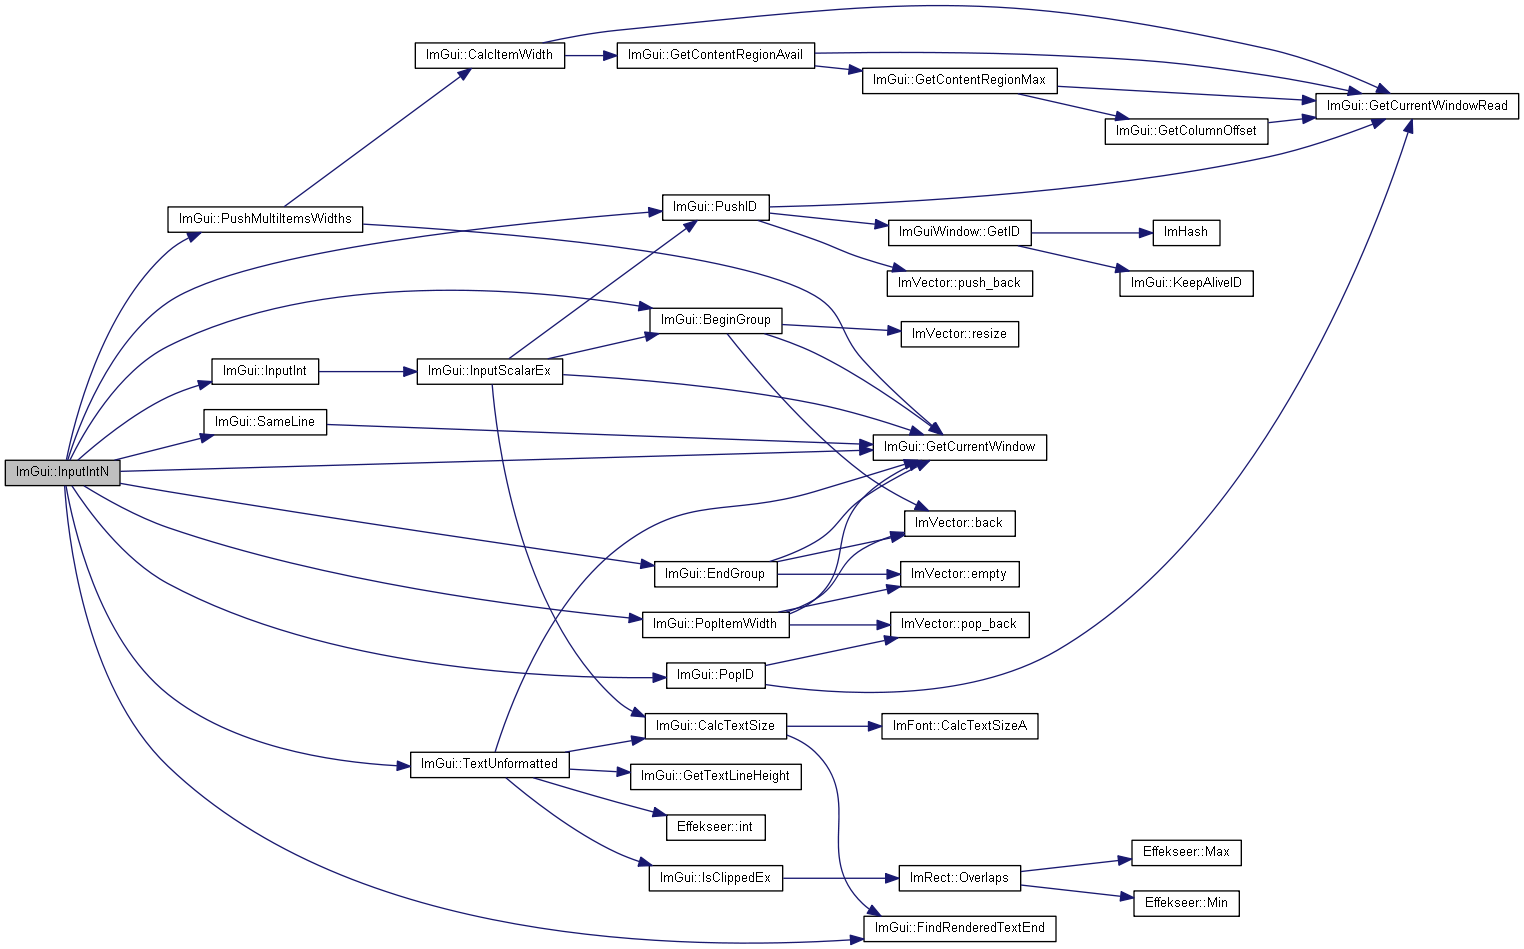 ImGui::CalcItemWidth
ImGui::GetContentRegionAvail
ImGui::GetContentRegionMax
ImGui::GetCurrentWindowRead
ImGui::GetColumnOffset
ImGui::PushMultiItemsWidths
ImGui::PushID
ImGuiWindow::GetID
ImHash
ImVector::push_back
ImGui::KeepAliveID
ImGui::BeginGroup
ImVector::resize
ImGui::InputInt
ImGui::InputScalarEx
ImGui::SameLine
ImGui::GetCurrentWindow
ImGui::InputIntN
ImVector::back
ImGui::EndGroup
ImVector::empty
ImGui::PopItemWidth
ImVector::pop_back
ImGui::PopID
ImGui::CalcTextSize
ImFont::CalcTextSizeA
ImGui::TextUnformatted
ImGui::GetTextLineHeight
Effekseer::int
ImGui::IsClippedEx
ImRect::Overlaps
Effekseer::Max
Effekseer::Min
ImGui::FindRenderedTextEnd